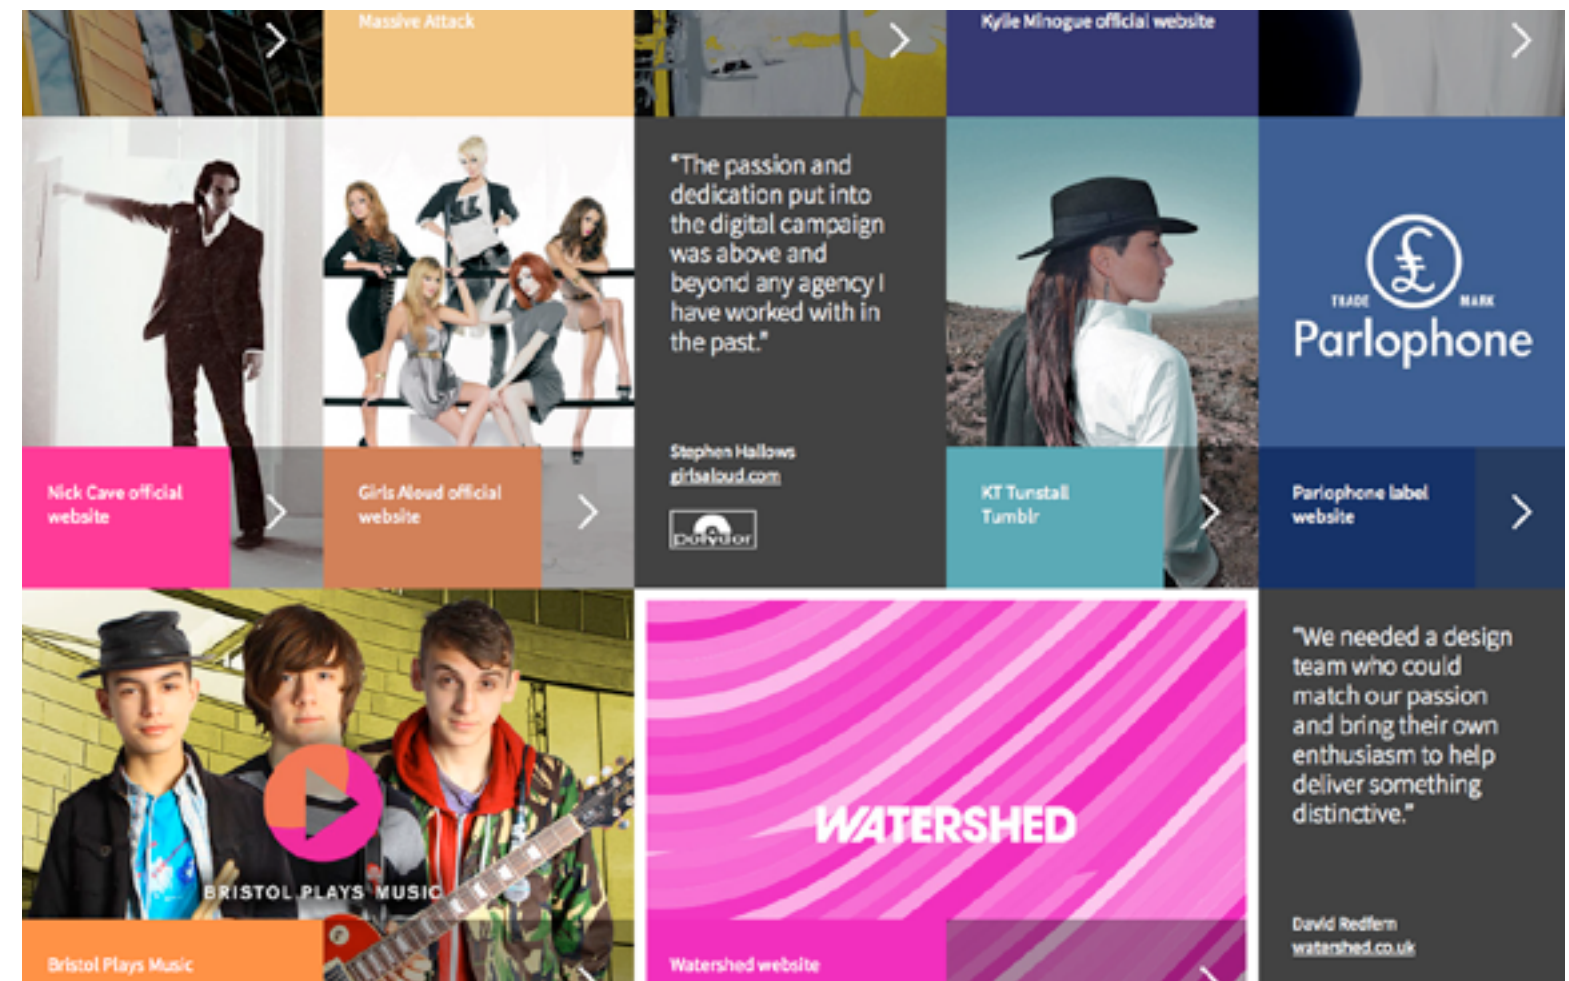 Massive Attack
Kylie Minogue official website
Nick Cave official
website
Girls Aloud official
website
"The passion and
dedication put into
the digital campaign
was above and
beyond any agency I
have worked with in
the past."
Stephen Hallows
girlsaloud.com
polydor
KT Tunstall
Tumblr
£
TRADE MARK
Parlophone
Parlophone label
website
BRISTOL PLAYS MUSIC
Bristol Plays Music
WATERSHED
Watershed website
"We needed a design
team who could
match our passion
and bring their own
enthusiasm to help
deliver something
distinctive."
David Redfern
watershed.co.uk